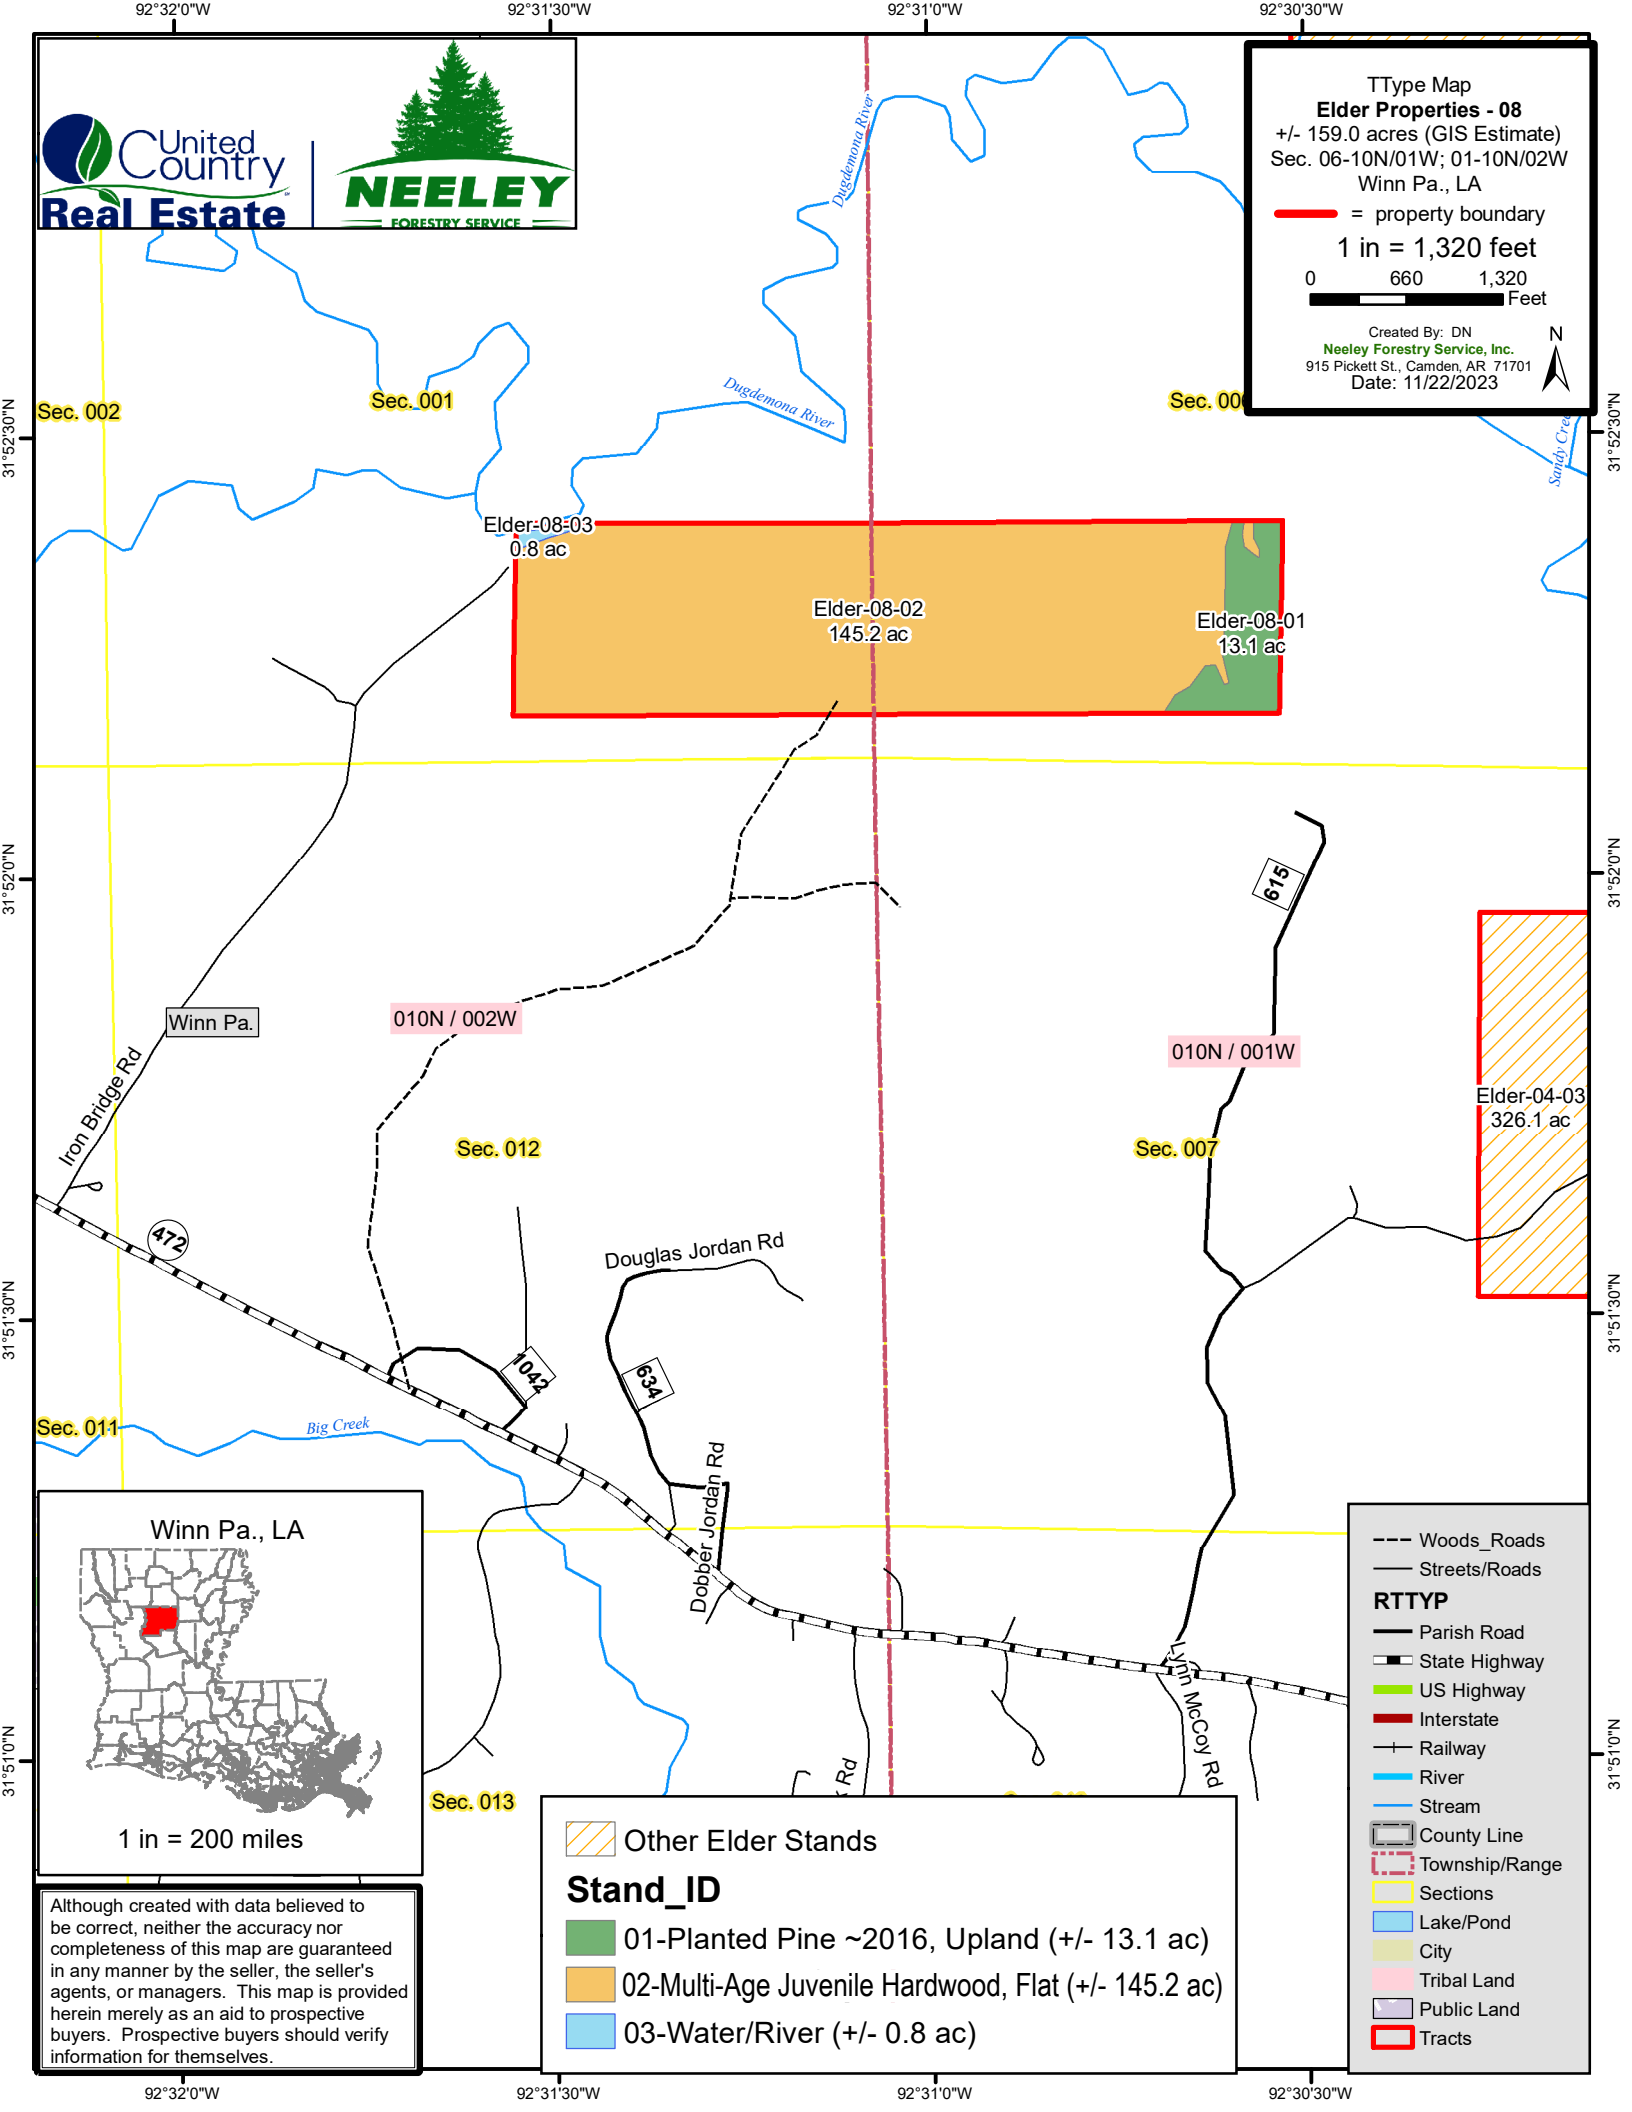 92°32'0"W
92°31'30"W
92°31'0"W
92°30'30"W
United
Country
Real Estate
NEELEY
FORESTRY SERVICE
TType Map
Elder Properties - 08
+/- 159.0 acres (GIS Estimate)
Sec. 06-10N/01W; 01-10N/02W
Winn Pa., LA
= property boundary
1 in = 1,320 feet
0 660 1,320
Feet
Created By: DN
N
Neeley Forestry Service, Inc.
915 Pickett St., Camden, AR 71701
Date: 11/22/2023
Dugdemona River
Dugdemona River
Sec. 002
Sec. 001
Sec. 00
Sandy Cree
31°52'30"N
31°52'30"N
Elder-08-03
0.8 ac
Elder-08-02
145.2 ac
Elder-08-01
13.1 ac
31°52'0"N
31°52'0"N
615
Winn Pa.
010N / 002W
010N / 001W
Iron Bridge Rd
Elder-04-03
326.1 ac
Sec. 012
Sec. 007
472
Douglas Jordan Rd
31°51'30"N
31°51'30"N
1042
634
Sec. 011
Big Creek
Dobber Jordan Rd
Lynn McCoy Rd
Rd
31°51'0"N
31°51'0"N
Sec. 013
Winn Pa., LA
1 in = 200 miles
Although created with data believed to
be correct, neither the accuracy nor
completeness of this map are guaranteed
in any manner by the seller, the seller's
agents, or managers. This map is provided
herein merely as an aid to prospective
buyers. Prospective buyers should verify
information for themselves.
Other Elder Stands
Stand_ID
01-Planted Pine ~2016, Upland (+/- 13.1 ac)
02-Multi-Age Juvenile Hardwood, Flat (+/- 145.2 ac)
03-Water/River (+/- 0.8 ac)
Woods_Roads
Streets/Roads
RTTYP
Parish Road
State Highway
US Highway
Interstate
Railway
River
Stream
County Line
Township/Range
Sections
Lake/Pond
City
Tribal Land
Public Land
Tracts
92°32'0"W
92°31'30"W
92°31'0"W
92°30'30"W